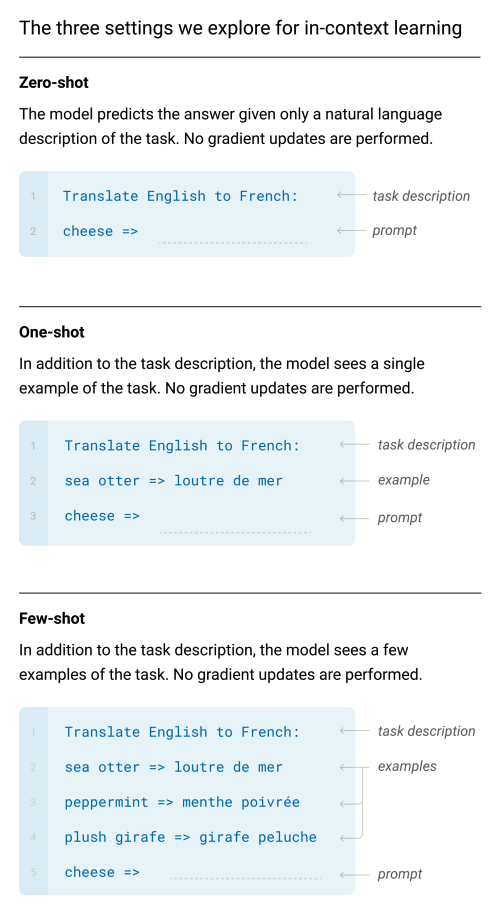 The three settings we explore for in-context learning
Zero-shot
The model predicts the answer given only a natural language
description of the task. No gradient updates are performed.
1 Translate English to French: task description
2 cheese => prompt
One-shot
In addition to the task description, the model sees a single
example of the task. No gradient updates are performed.
1 Translate English to French: task description
2 sea otter => loutre de mer example
3 cheese => prompt
Few-shot
In addition to the task description, the model sees a few
examples of the task. No gradient updates are performed.
1 Translate English to French: task description
2 sea otter => loutre de mer examples
3 peppermint => menthe poivrée
4 plush girafe => girafe peluche
5 cheese => prompt